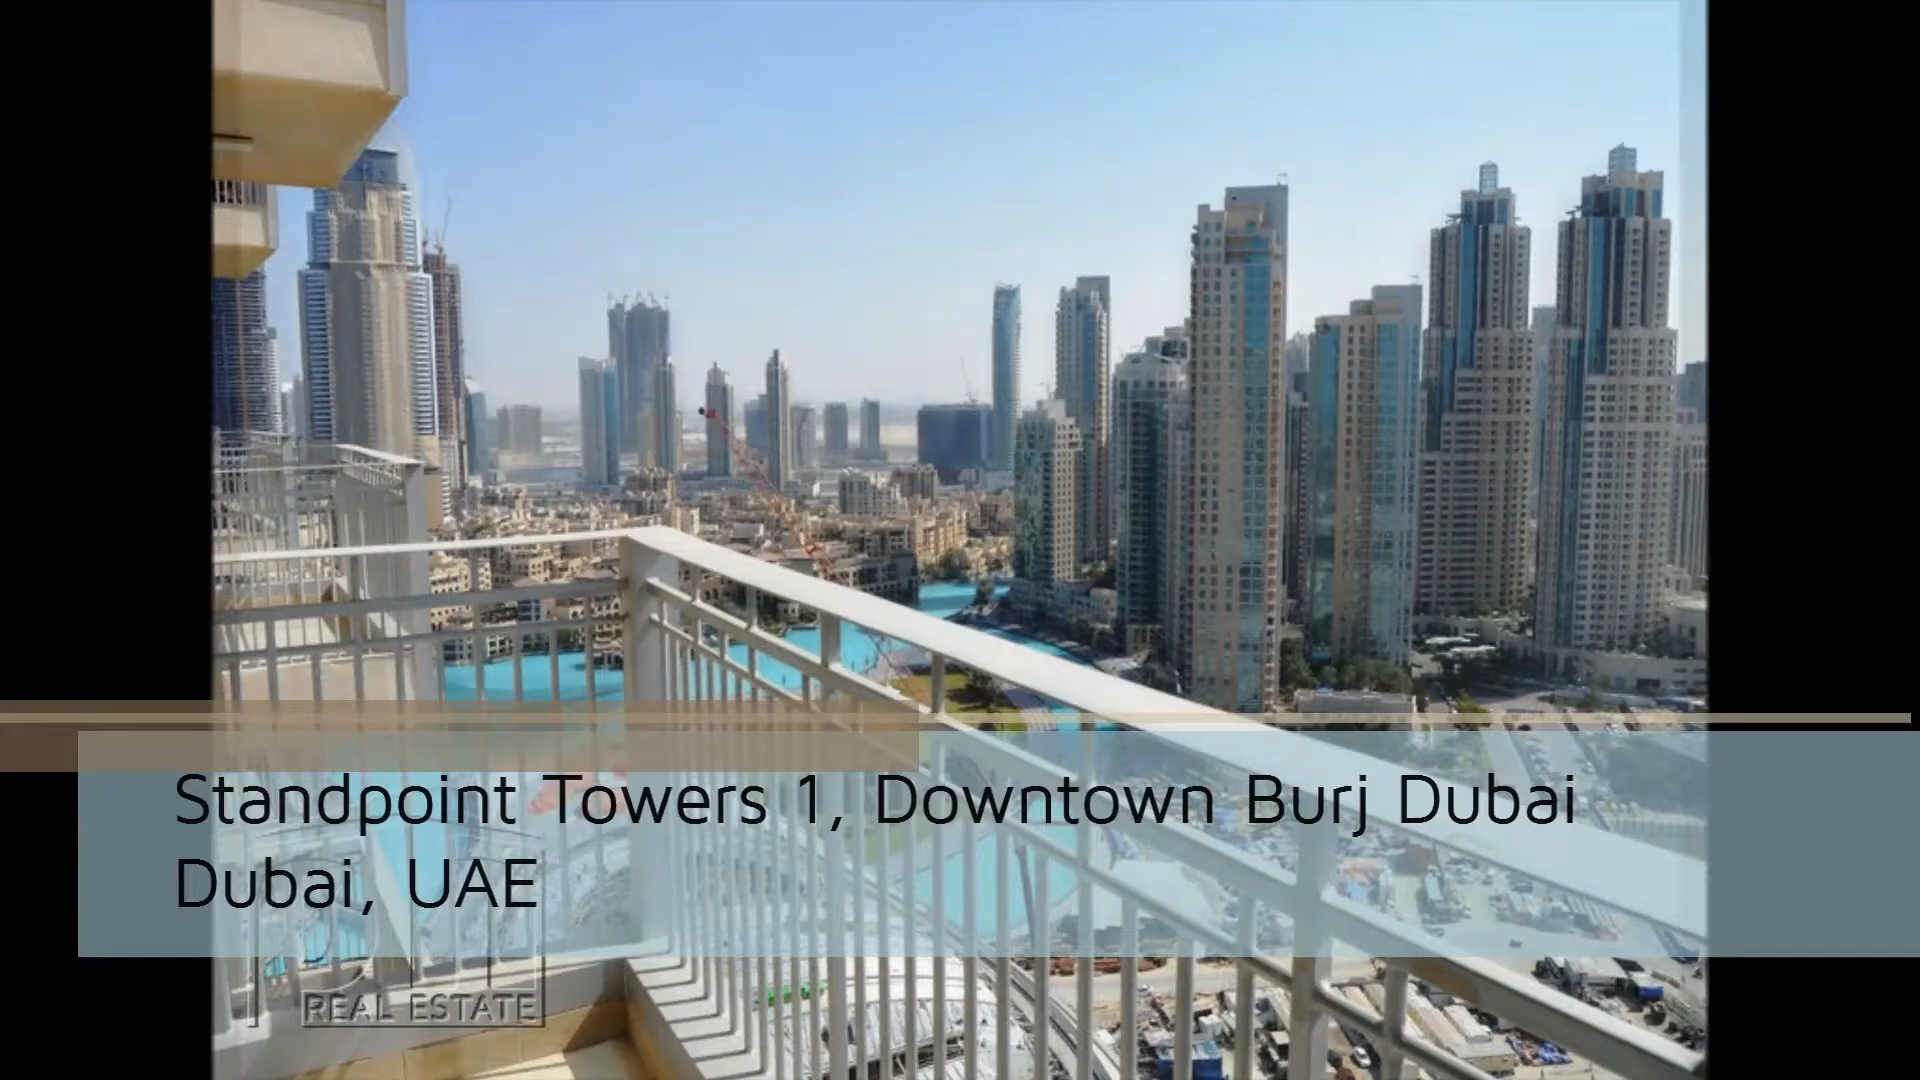 Standpoint Towers 1, Downtown Burj Dubai
Dubai, UAE
REAL ESTATE